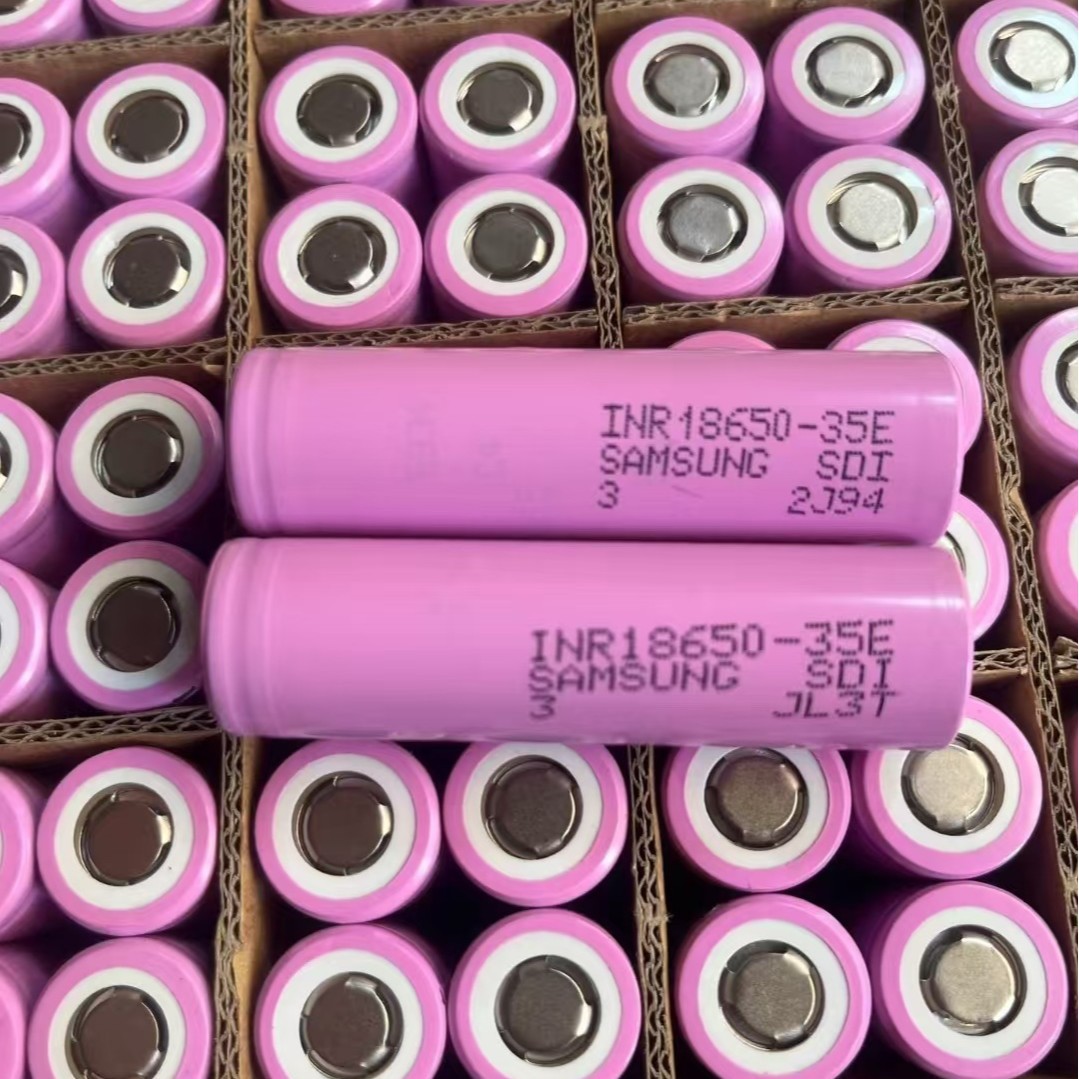 INR18650-35E
SAMSUNG SDI
3 2J94
INR18650-35E
SAMSUNG SDI
3 JL3T